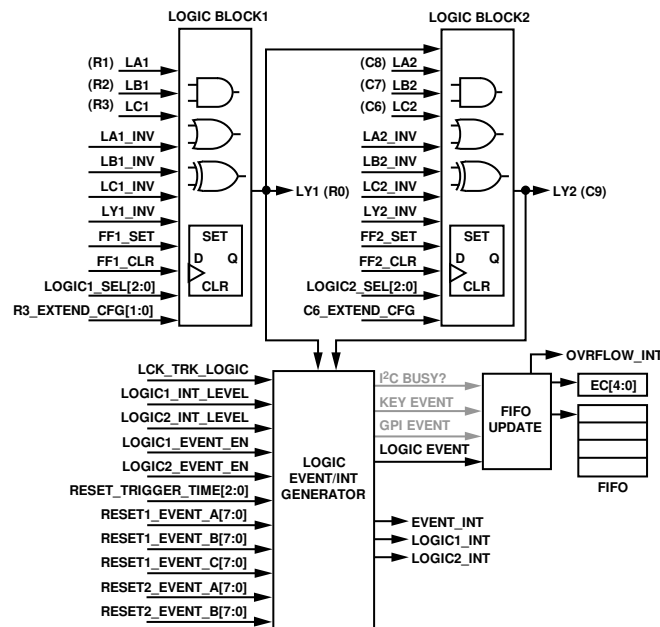 LOGIC BLOCK1
LOGIC BLOCK2
(R1) LA1
(R2) LB1
(R3) LC1
LA1_INV
LB1_INV
LC1_INV
LY1_INV
FF1_SET
FF1_CLR
LOGIC1_SEL[2:0]
R3_EXTEND_CFG[1:0]
SET
D Q
CLR
LY1 (R0)
(C8) LA2
(C7) LB2
(C6) LC2
LA2_INV
LB2_INV
LC2_INV
LY2_INV
FF2_SET
FF2_CLR
LOGIC2_SEL[2:0]
C6_EXTEND_CFG
SET
D Q
CLR
LY2 (C9)
LCK_TRK_LOGIC
LOGIC1_INT_LEVEL
LOGIC2_INT_LEVEL
LOGIC1_EVENT_EN
LOGIC2_EVENT_EN
RESET_TRIGGER_TIME[2:0]
RESET1_EVENT_A[7:0]
RESET1_EVENT_B[7:0]
RESET1_EVENT_C[7:0]
RESET2_EVENT_A[7:0]
RESET2_EVENT_B[7:0]
LOGIC
EVENT/INT
GENERATOR
I²C BUSY?
KEY EVENT
GPI EVENT
LOGIC EVENT
EVENT_INT
LOGIC1_INT
LOGIC2_INT
FIFO
UPDATE
OVRFLOW_INT
EC[4:0]
FIFO